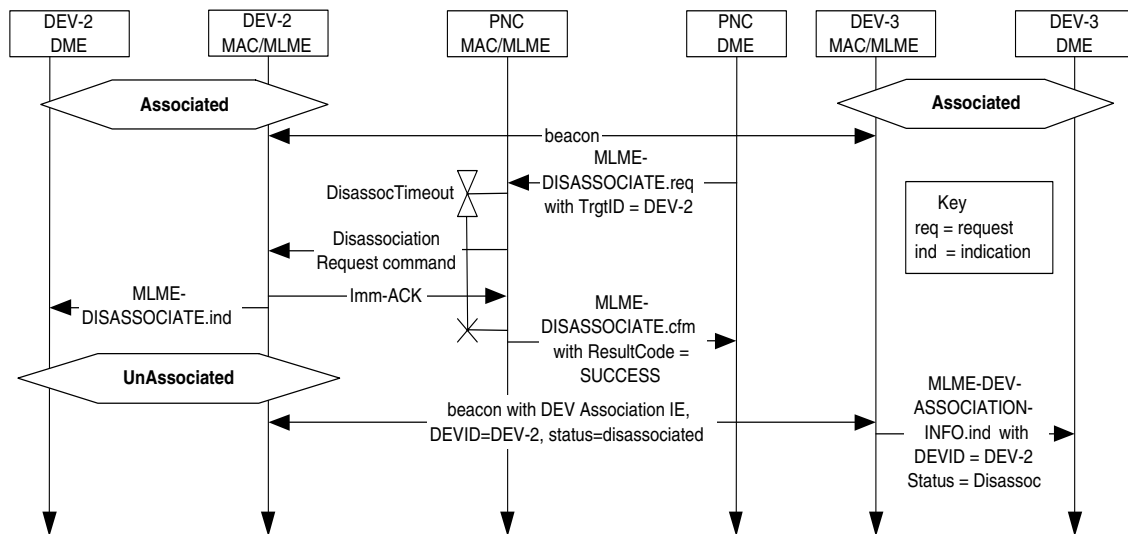 DEV-2
DME
DEV-2
MAC/MLME
PNC
MAC/MLME
PNC
DME
DEV-3
MAC/MLME
DEV-3
DME
Associated
Associated
beacon
MLME-
DISASSOCIATE.req
with TrgtID = DEV-2
DisassocTimeout
Key
req = request
ind = indication
Disassociation
Request command
Imm-ACK
MLME-
DISASSOCIATE.ind
MLME-
DISASSOCIATE.cfm
with ResultCode =
SUCCESS
UnAssociated
beacon with DEV Association IE,
DEVID=DEV-2, status=disassociated
MLME-DEV-
ASSOCIATION-
INFO.ind with
DEVID = DEV-2
Status = Disassoc